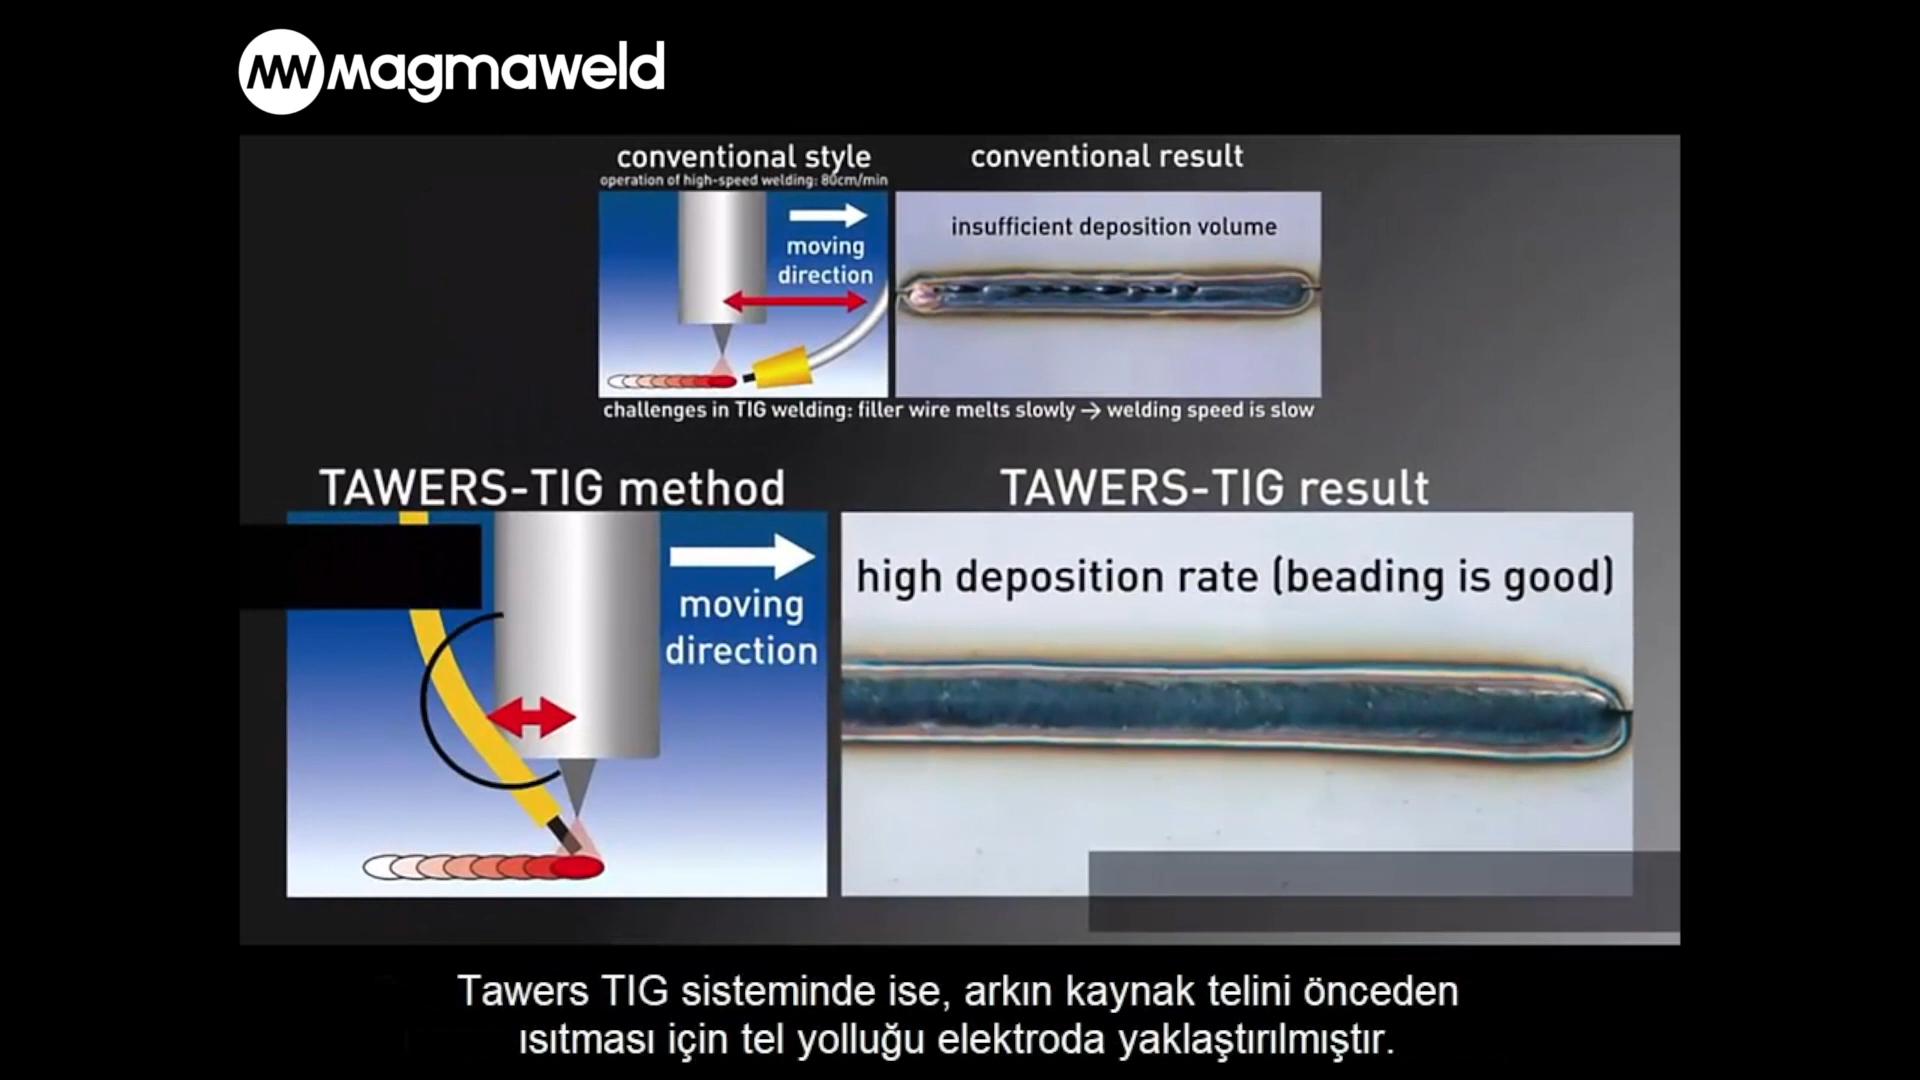 Magmaweld
conventional style
operation of high-speed welding: 80cm/min
moving
direction
conventional result
insufficient deposition volume
challenges in TIG welding: filler wire melts slowly → welding speed is slow
TAWERS-TIG method
moving
direction
TAWERS-TIG result
high deposition rate (beading is good)
Tawers TIG sisteminde ise, arkın kaynak telini önceden
ısıtması için tel yolluğu elektroda yaklaştırılmıştır.